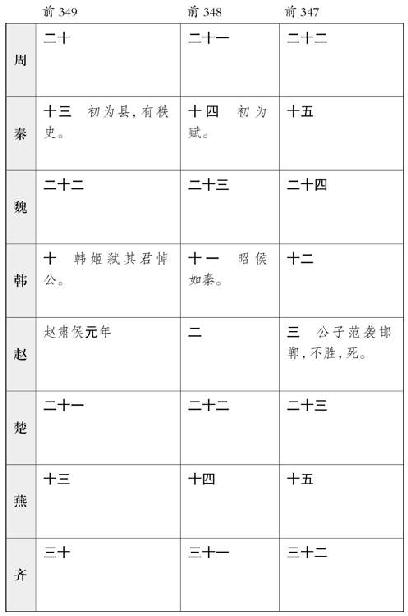 前 349 前 348 前 347
周 二十 二十一 二十二
秦 十三 初为县,有秩 十四 初为 十五
史。 赋。
魏 二十二 二十三 二十四
韩 十 韩姬弑其君悼 十一 昭侯 十二
公。 如秦。
赵 赵肃侯元年 二 三 公子范袭邯
郸,不胜,死。
楚 二十一 二十二 二十三
燕 十三 十四 十五
齐 三十 三十一 三十二